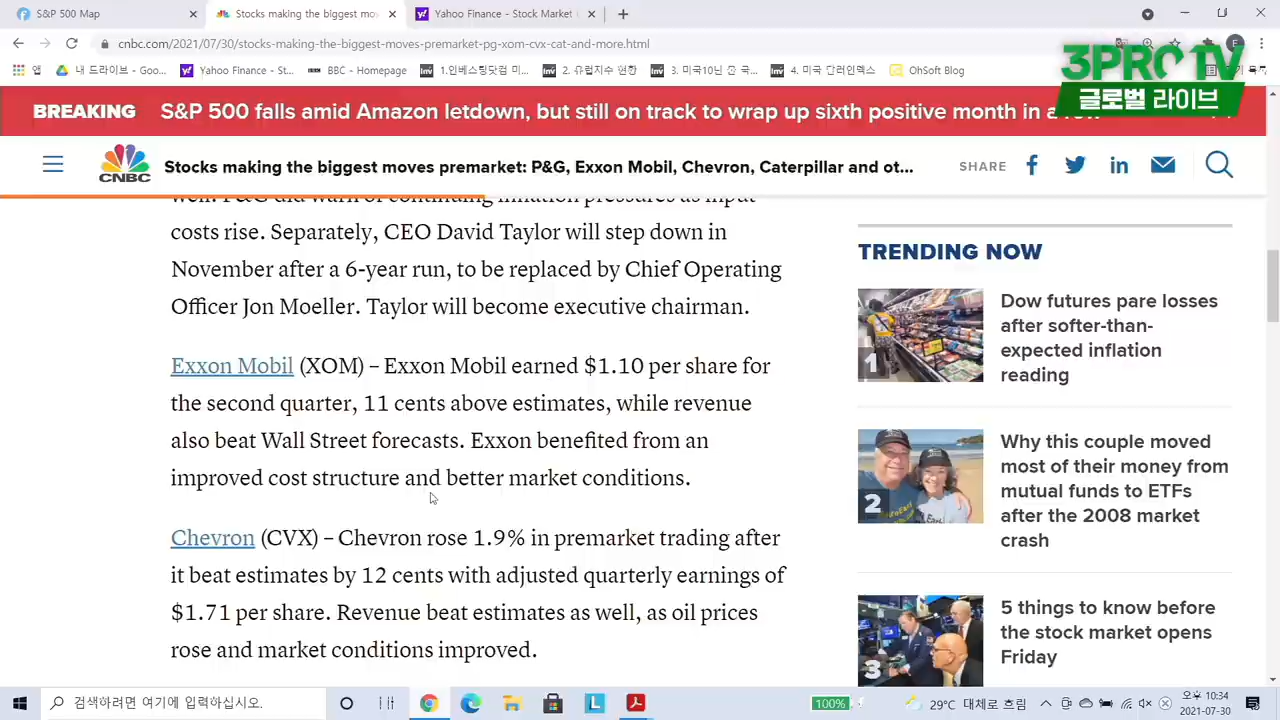 S&P 500 Map
Stocks making the biggest mov
Yahoo Finance - Stock Market
cnbc.com/2021/07/30/stocks-making-the-biggest-moves-premarket-pg-xom-cvx-cat-and-more.html
앱
내 드라이브 - Goo...
Yahoo Finance - St...
BBC - Homepage
1.인베스팅닷컴 미...
2. 유럽지수 현황
3. 미국10년 문 국...
4. 미국 달러인덱스
OhSoft Blog
3PRO TV
글로벌 라이브
BREAKING S&P 500 falls amid Amazon letdown, but still on track to wrap up sixth positive month in a row
CNBC
Stocks making the biggest moves premarket: P&G, Exxon Mobil, Chevron, Caterpillar and ot...
SHARE
well. P&G did warn of continuing inflation pressures as input
costs rise. Separately, CEO David Taylor will step down in
November after a 6-year run, to be replaced by Chief Operating
Officer Jon Moeller. Taylor will become executive chairman.
Exxon Mobil (XOM) – Exxon Mobil earned $1.10 per share for
the second quarter, 11 cents above estimates, while revenue
also beat Wall Street forecasts. Exxon benefited from an
improved cost structure and better market conditions.
Chevron (CVX) – Chevron rose 1.9% in premarket trading after
it beat estimates by 12 cents with adjusted quarterly earnings of
$1.71 per share. Revenue beat estimates as well, as oil prices
rose and market conditions improved.
TRENDING NOW
1
Dow futures pare losses
after softer-than-
expected inflation
reading
2
Why this couple moved
most of their money from
mutual funds to ETFs
after the 2008 market
crash
3
5 things to know before
the stock market opens
Friday
검색하려면 여기에 입력하십시오.
100%
29°C 대체로 흐림
오후 10:34
2021-07-30